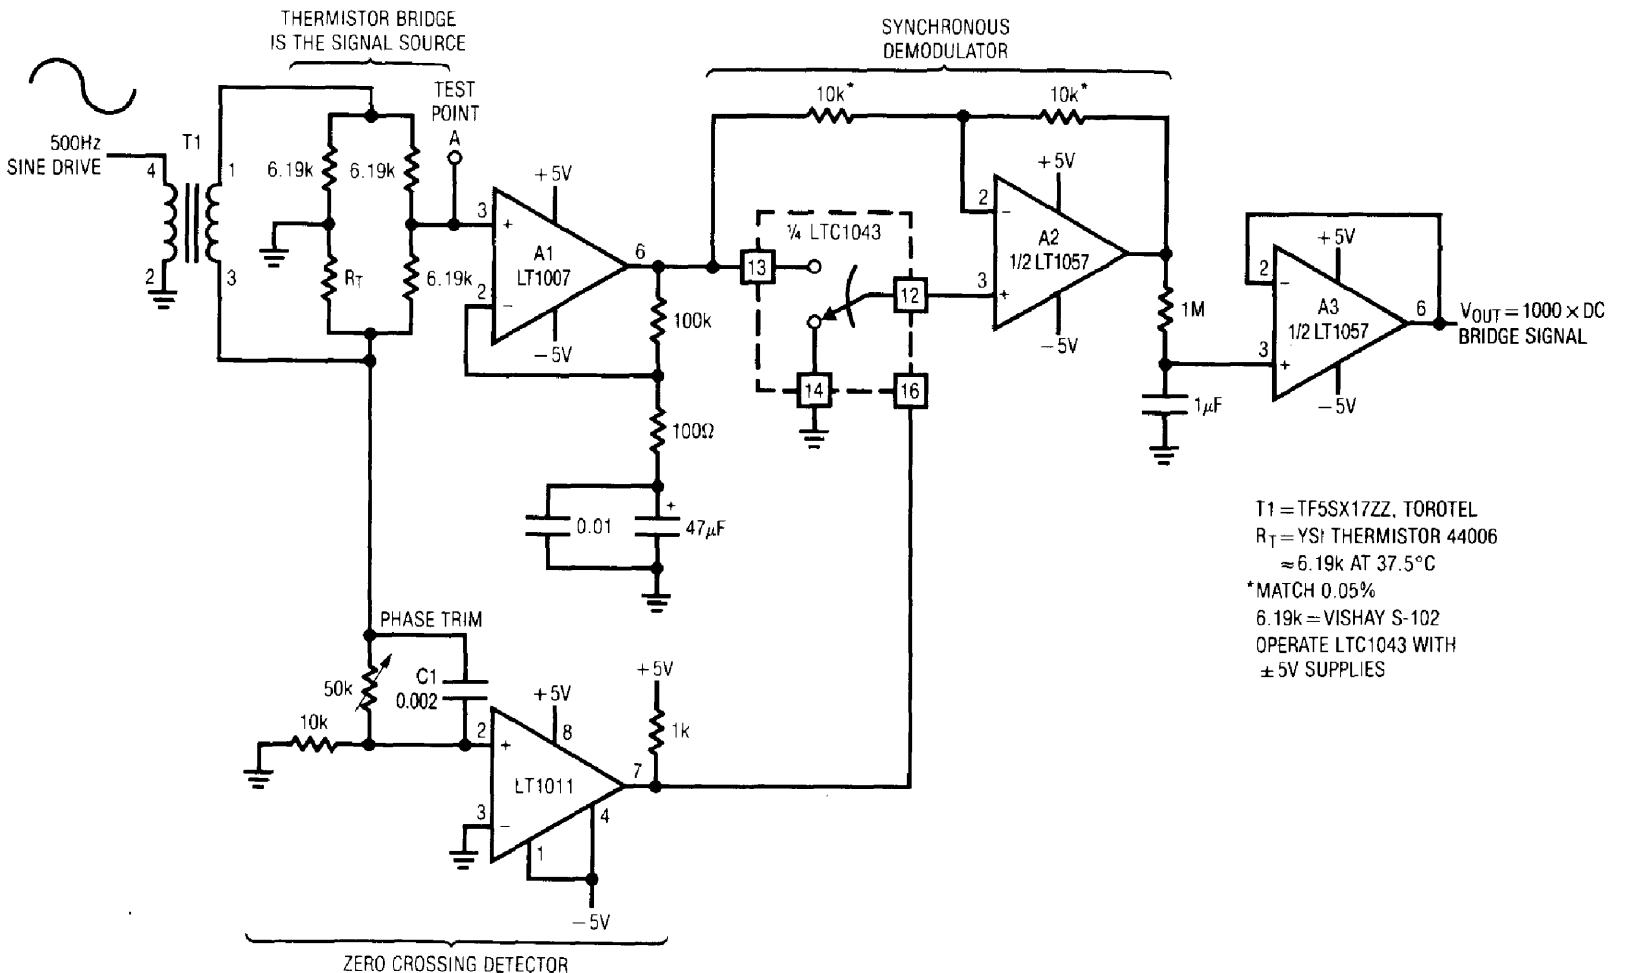 THERMISTOR BRIDGE
IS THE SIGNAL SOURCE
SYNCHRONOUS
DEMODULATOR
TEST
POINT
A
10k*
10k*
500Hz
SINE DRIVE
T1
4
1
2
3
6.19k
6.19k
RT
6.19k
+5V
3
+
A1
LT1007
6
2
−
−5V
100k
100Ω
0.01
+
47µF
¼ LTC1043
13
12
14
16
+5V
2
−
A2
1/2 LT1057
3
+
−5V
1M
1µF
+5V
2
−
A3
1/2 LT1057
6
3
+
−5V
VOUT = 1000 × DC
BRIDGE SIGNAL
T1 = TF5SX17ZZ, TOROTEL
RT = YSI THERMISTOR 44006
≈ 6.19k AT 37.5°C
*MATCH 0.05%
6.19k = VISHAY S-102
OPERATE LTC1043 WITH
±5V SUPPLIES
PHASE TRIM
50k
C1
0.002
10k
+5V
8
2
+
LT1011
7
3
−
1
4
−5V
+5V
1k
ZERO CROSSING DETECTOR